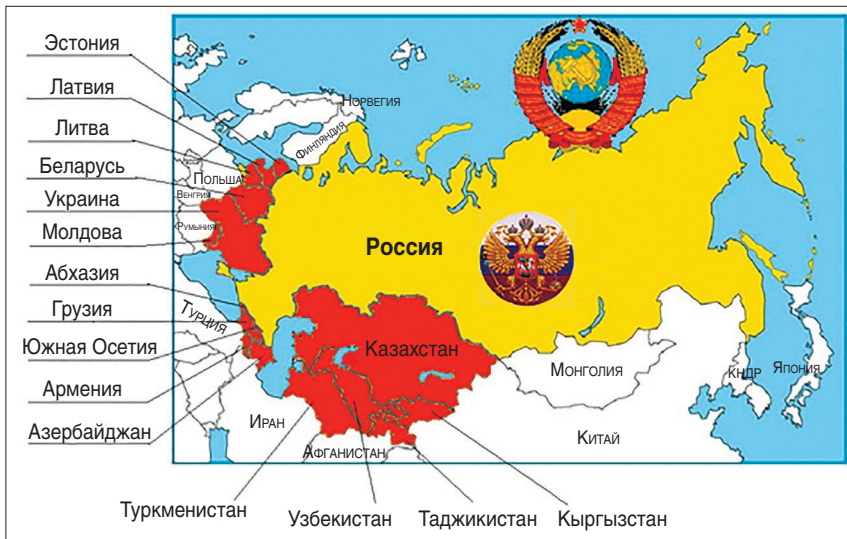 Эстония
Латвия
Литва
Беларусь
Украина
Молдова
Абхазия
Грузия
Южная Осетия
Армения
Азербайджан
Норвегия
Финляндия
Польша
Венгрия
Румыния
Турция
Россия
Казахстан
Монголия
КНДР
Япония
Иран
Афганистан
Китай
Туркменистан
Узбекистан
Таджикистан
Кыргызстан